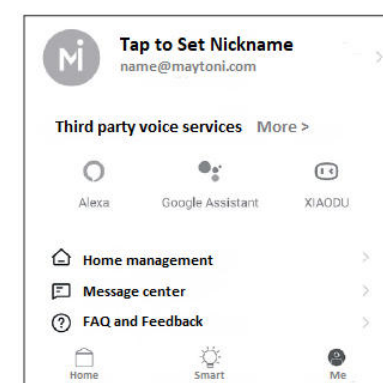 Mi
Tap to Set Nickname
name@maytoni.com
Third party voice services More >
Alexa Google Assistant XIAODU
Home management
Message center
FAQ and Feedback
Home Smart Me